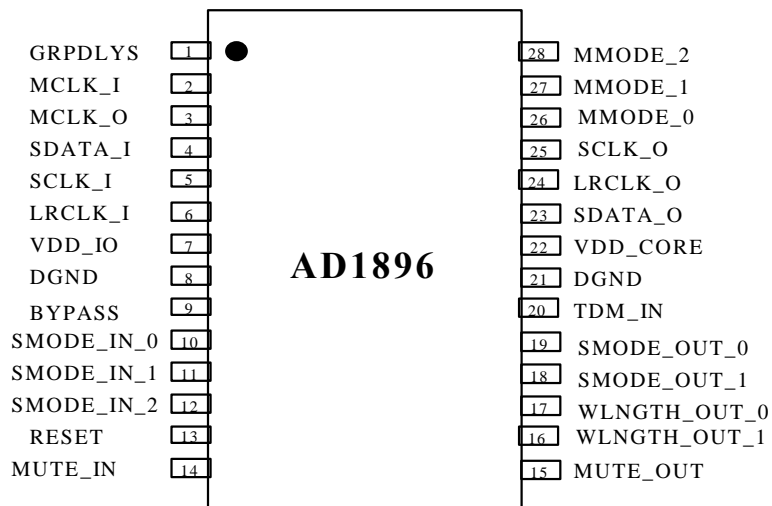 GRPDLYS 1 28 MMODE_2
MCLK_I 2 27 MMODE_1
MCLK_O 3 26 MMODE_0
SDATA_I 4 25 SCLK_O
SCLK_I 5 24 LRCLK_O
LRCLK_I 6 23 SDATA_O
VDD_IO 7 22 VDD_CORE
AD1896
DGND 8 21 DGND
BYPASS 9 20 TDM_IN
SMODE_IN_0 10 19 SMODE_OUT_0
SMODE_IN_1 11 18 SMODE_OUT_1
SMODE_IN_2 12 17 WLNGTH_OUT_0
RESET 13 16 WLNGTH_OUT_1
MUTE_IN 14 15 MUTE_OUT